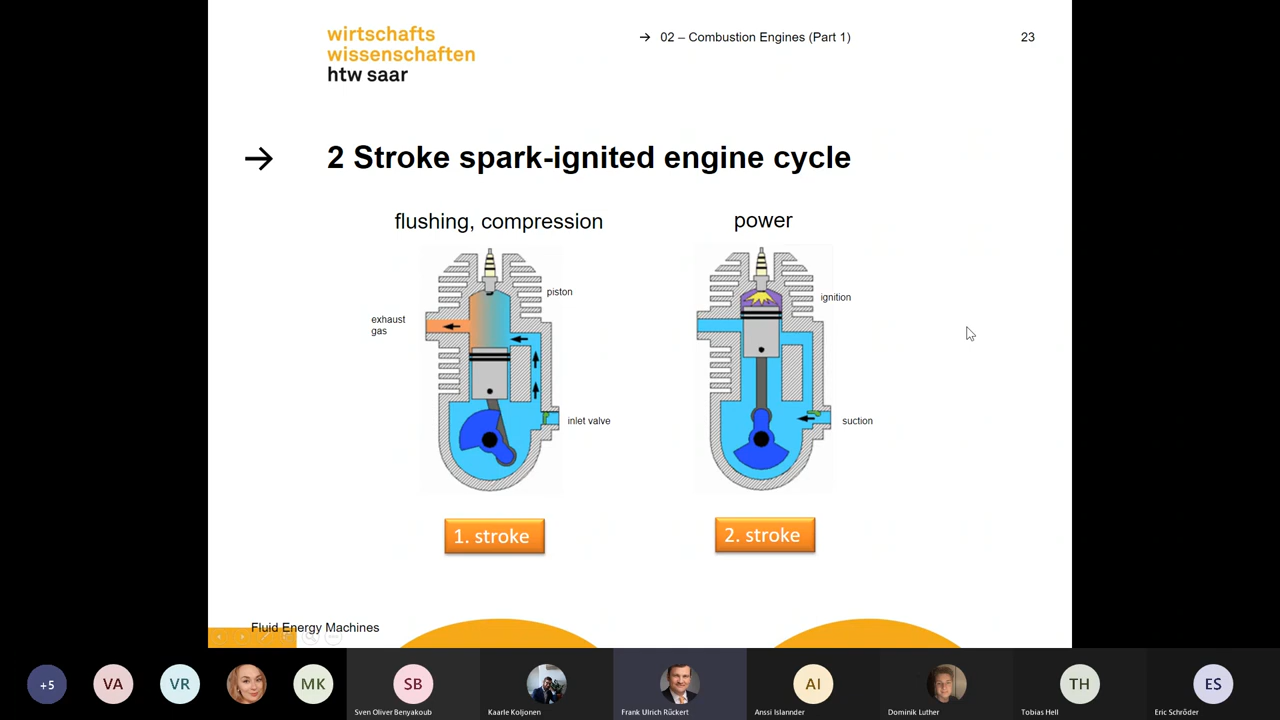 wirtschafts
wissenschaften
htw saar
→ 02 – Combustion Engines (Part 1)
23
→ 2 Stroke spark-ignited engine cycle
flushing, compression
power
piston
ignition
exhaust
gas
inlet valve
suction
1. stroke
2. stroke
Fluid Energy Machines
+5
VA
VR
MK
SB
AI
TH
ES
Sven Oliver Benyakoub
Kaarle Koljonen
Frank Ulrich Rückert
Anssi Islannder
Dominik Luther
Tobias Hell
Eric Schröder